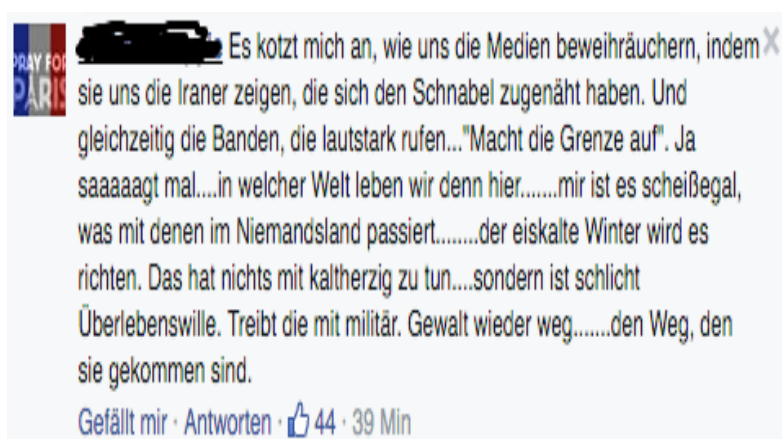 PRAY FOR
PARIS
Es kotzt mich an, wie uns die Medien beweihräuchern, indem
sie uns die Iraner zeigen, die sich den Schnabel zugenäht haben. Und
gleichzeitig die Banden, die lautstark rufen..."Macht die Grenze auf". Ja
saaaaagt mal....in welcher Welt leben wir denn hier.......mir ist es scheißegal,
was mit denen im Niemandsland passiert........der eiskalte Winter wird es
richten. Das hat nichts mit kaltherzig zu tun....sondern ist schlicht
Überlebenswille. Treibt die mit militär. Gewalt wieder weg.......den Weg, den
sie gekommen sind.
Gefällt mir · Antworten · 44 · 39 Min